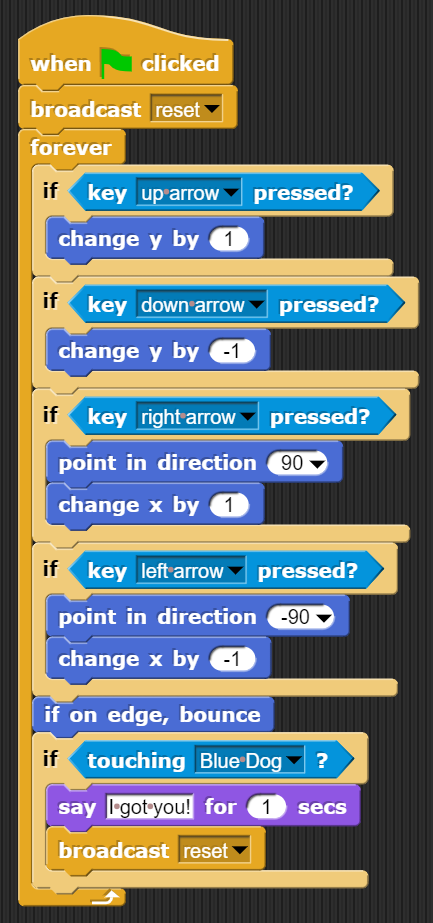 when clicked
broadcast reset
forever
if key up arrow pressed?
change y by 1
if key down arrow pressed?
change y by -1
if key right arrow pressed?
point in direction 90
change x by 1
if key left arrow pressed?
point in direction -90
change x by -1
if on edge, bounce
if touching Blue Dog ?
say I got you! for 1 secs
broadcast reset